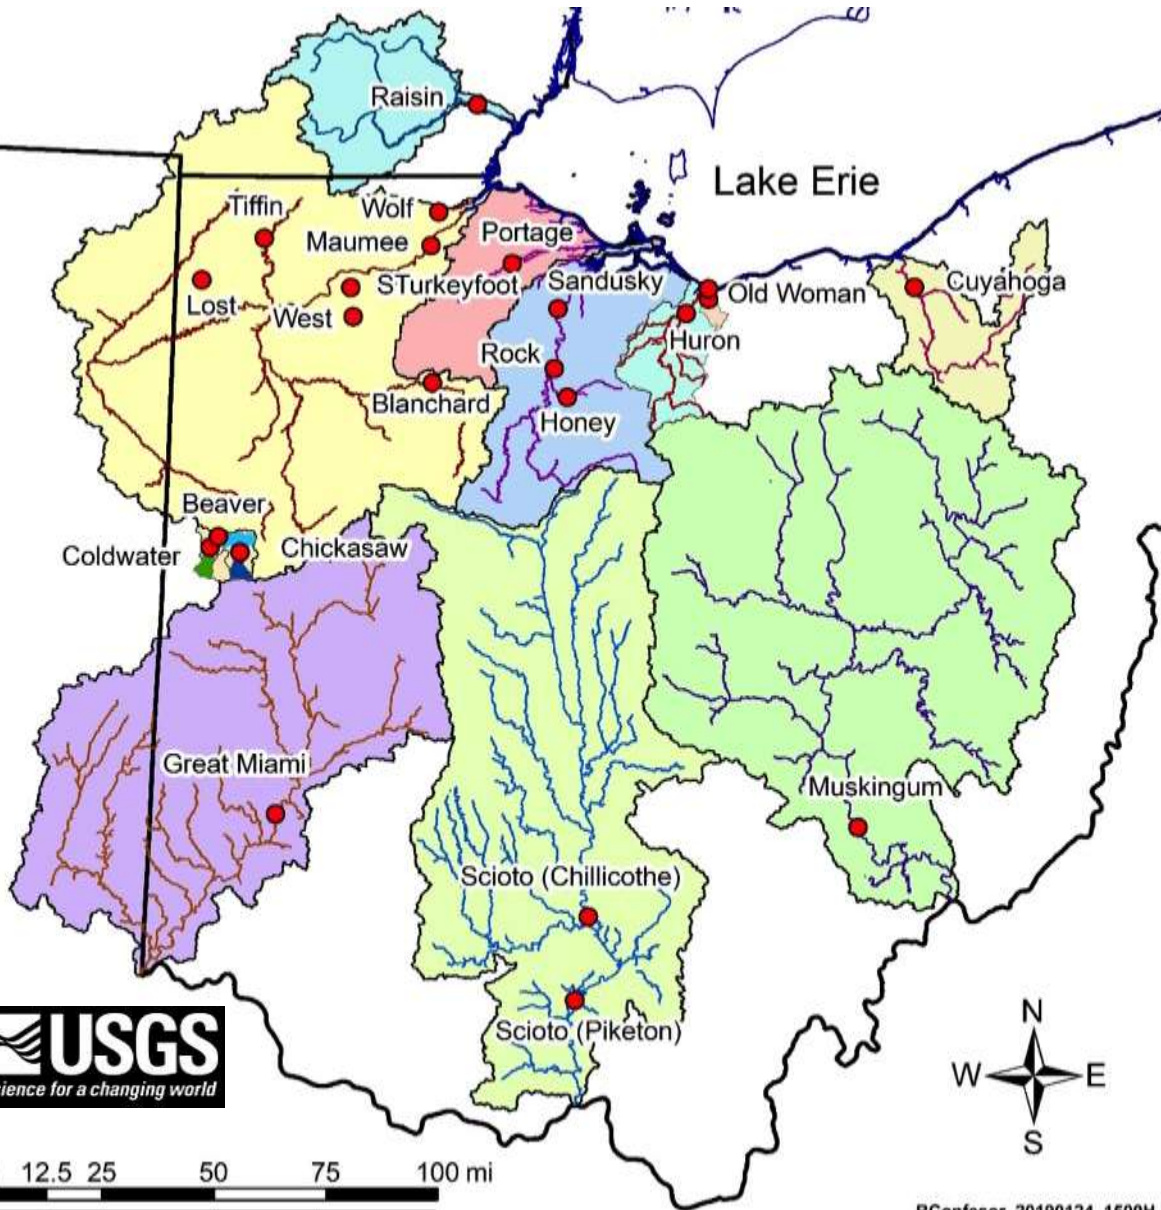 Raisin
Lake Erie
Tiffin
Wolf
Maumee
Portage
STurkeyfoot
Sandusky
Old Woman
Cuyahoga
Lost
West
Huron
Rock
Blanchard
Honey
Beaver
Coldwater
Chickasaw
Great Miami
Muskingum
Scioto (Chillicothe)
Scioto (Piketon)
USGS
science for a changing world
N
W E
S
12.5 25 50 75 100 mi